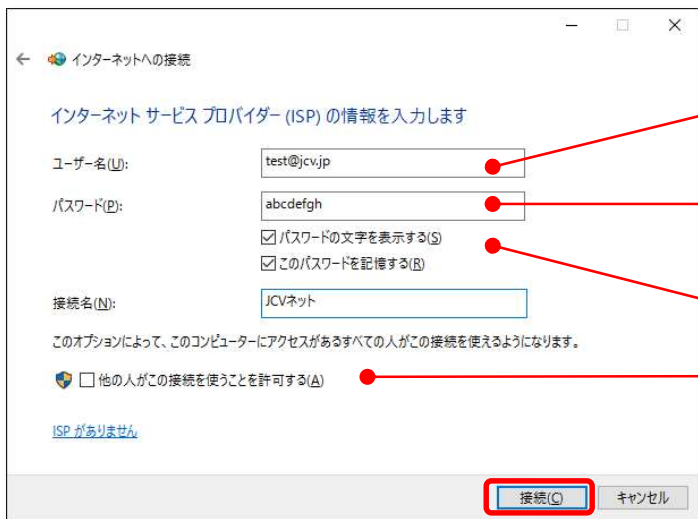 インターネットへの接続
インターネット サービス プロバイダー (ISP) の情報を入力します
ユーザー名(U): test@jcv.jp
パスワード(P): abcdefgh
パスワードの文字を表示する(S)
このパスワードを記憶する(R)
接続名(N): JCVネット
このオプションによって、このコンピューターにアクセスがあるすべての人がこの接続を使えるようになります。
他の人がこの接続を使うことを許可する(A)
ISP がありません
接続(C) キャンセル